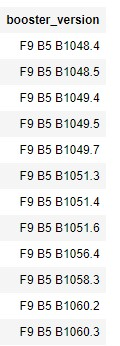 booster_version
F9 B5 B1048.4
F9 B5 B1048.5
F9 B5 B1049.4
F9 B5 B1049.5
F9 B5 B1049.7
F9 B5 B1051.3
F9 B5 B1051.4
F9 B5 B1051.6
F9 B5 B1056.4
F9 B5 B1058.3
F9 B5 B1060.2
F9 B5 B1060.3